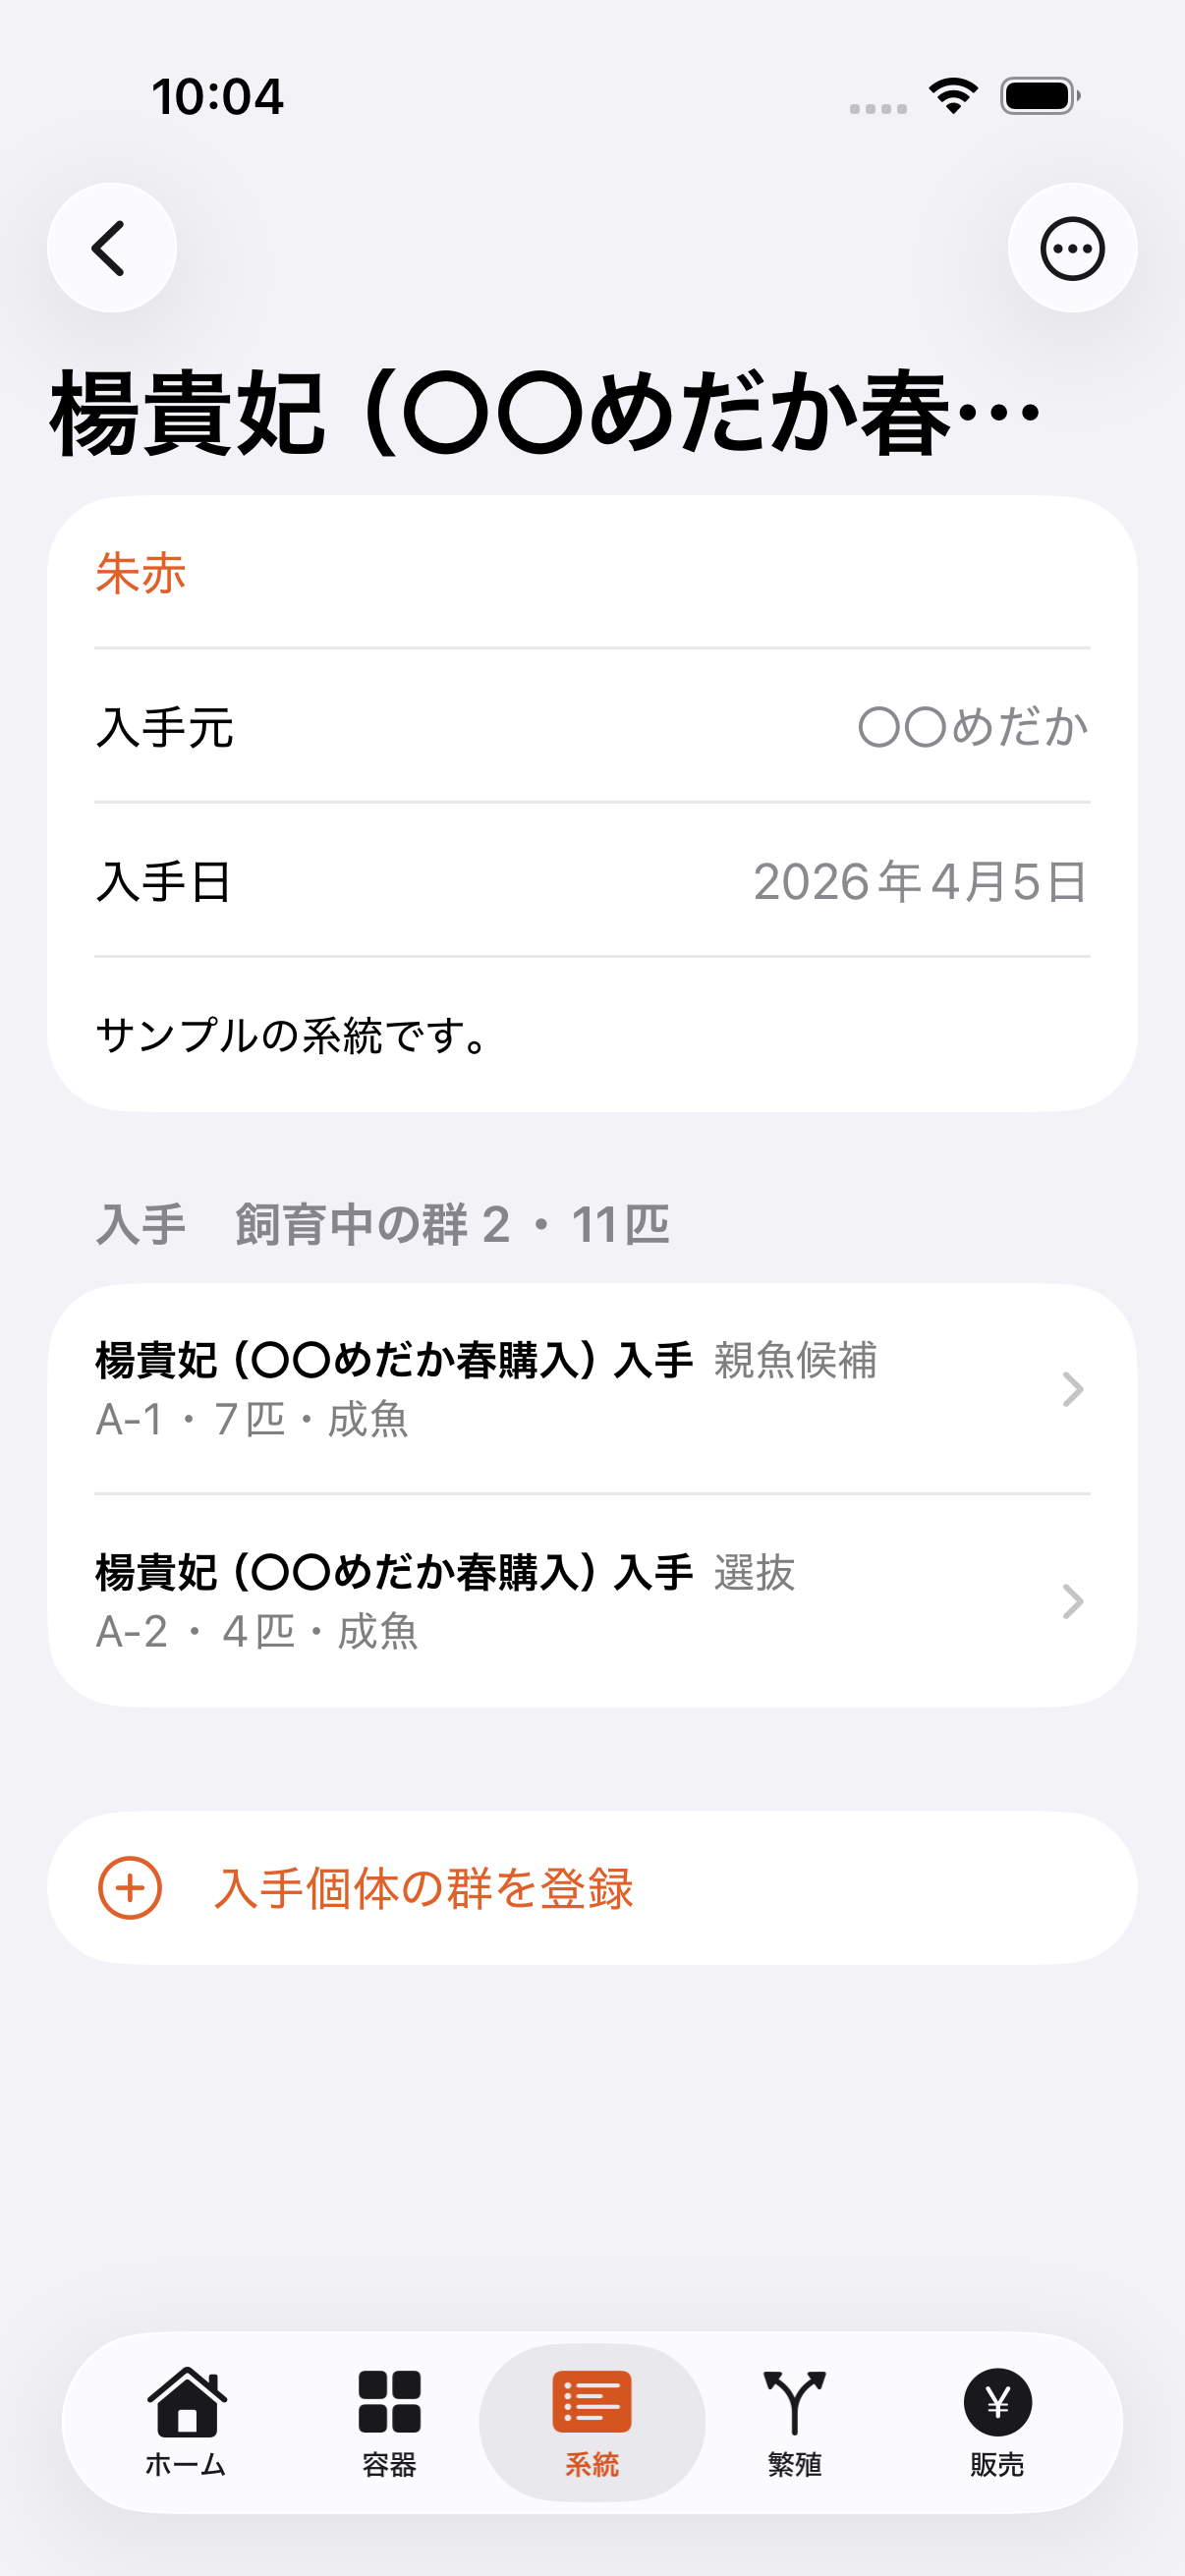 10:04
楊貴妃（〇〇めだか春…
朱赤
入手元 〇〇めだか
入手日 2026年4月5日
サンプルの系統です。
入手　飼育中の群 2・11匹
楊貴妃（〇〇めだか春購入）入手 親魚候補
A-1・7匹・成魚
楊貴妃（〇〇めだか春購入）入手 選抜
A-2・4匹・成魚
入手個体の群を登録
ホーム 容器 系統 繁殖 販売